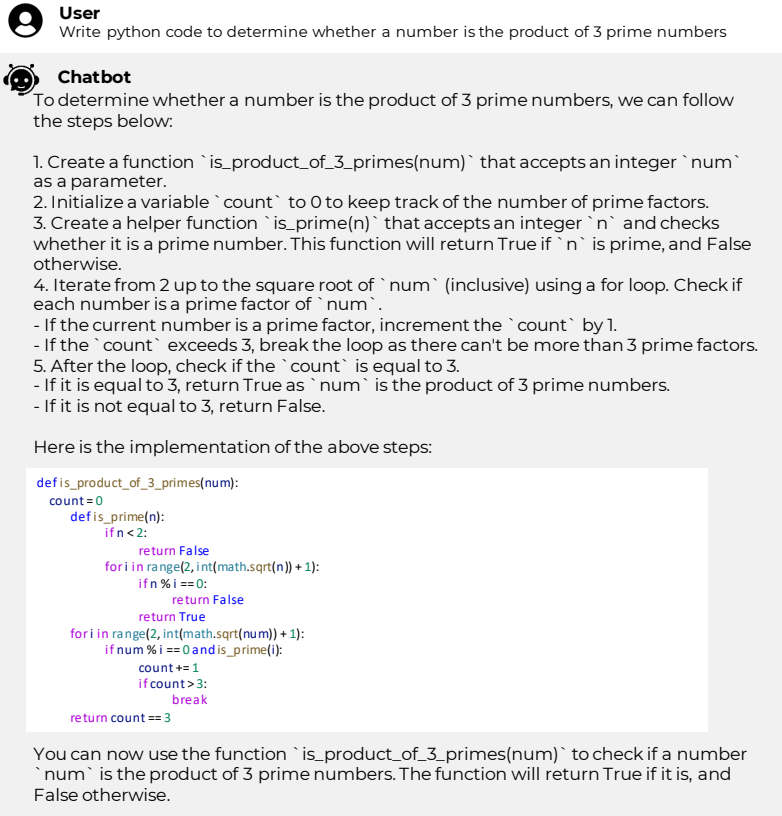 User
Write python code to determine whether a number is the product of 3 prime numbers
Chatbot
To determine whether a number is the product of 3 prime numbers, we can follow
the steps below:
1. Create a function `is_product_of_3_primes(num)` that accepts an integer `num`
as a parameter.
2. Initialize a variable `count` to 0 to keep track of the number of prime factors.
3. Create a helper function `is_prime(n)` that accepts an integer `n` and checks
whether it is a prime number. This function will return True if `n` is prime, and False
otherwise.
4. Iterate from 2 up to the square root of `num` (inclusive) using a for loop. Check if
each number is a prime factor of `num`.
- If the current number is a prime factor, increment the `count` by 1.
- If the `count` exceeds 3, break the loop as there can't be more than 3 prime factors.
5. After the loop, check if the `count` is equal to 3.
- If it is equal to 3, return True as `num` is the product of 3 prime numbers.
- If it is not equal to 3, return False.
Here is the implementation of the above steps:
def is_product_of_3_primes(num):
count = 0
def is_prime(n):
if n < 2:
return False
for i in range(2, int(math.sqrt(n)) + 1):
if n % i == 0:
return False
return True
for i in range(2, int(math.sqrt(num)) + 1):
if num % i == 0 and is_prime(i):
count += 1
if count > 3:
break
return count == 3
You can now use the function `is_product_of_3_primes(num)` to check if a number
`num` is the product of 3 prime numbers. The function will return True if it is, and
False otherwise.